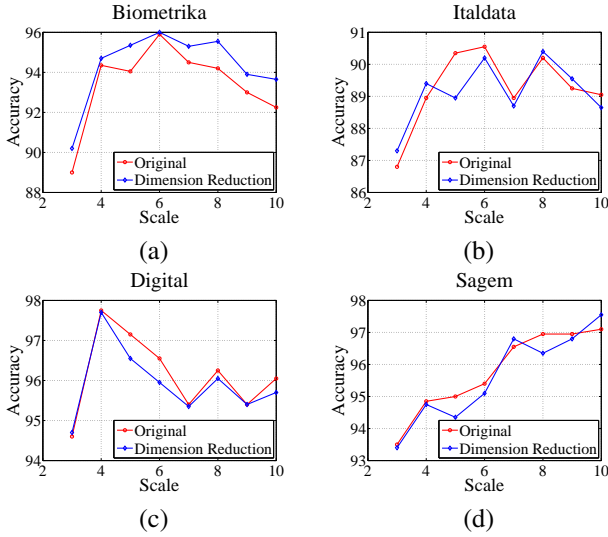 Biometrika
Accuracy
96
94
92
90
88
2 4 6 8 10
Scale
Original
Dimension Reduction
(a)
Italdata
Accuracy
92
91
90
89
88
87
86
2 4 6 8 10
Scale
Original
Dimension Reduction
(b)
Digital
Accuracy
98
97
96
95
94
2 4 6 8 10
Scale
Original
Dimension Reduction
(c)
Sagem
Accuracy
98
97
96
95
94
93
2 4 6 8 10
Scale
Original
Dimension Reduction
(d)